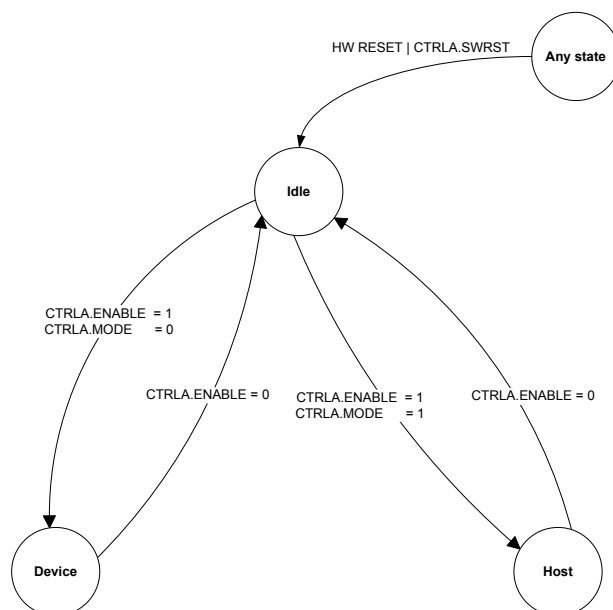 HW RESET | CTRLA.SWRST
Any state
Idle
CTRLA.ENABLE = 1
CTRLA.MODE = 0
CTRLA.ENABLE = 0
CTRLA.ENABLE = 1
CTRLA.MODE = 1
CTRLA.ENABLE = 0
Device
Host